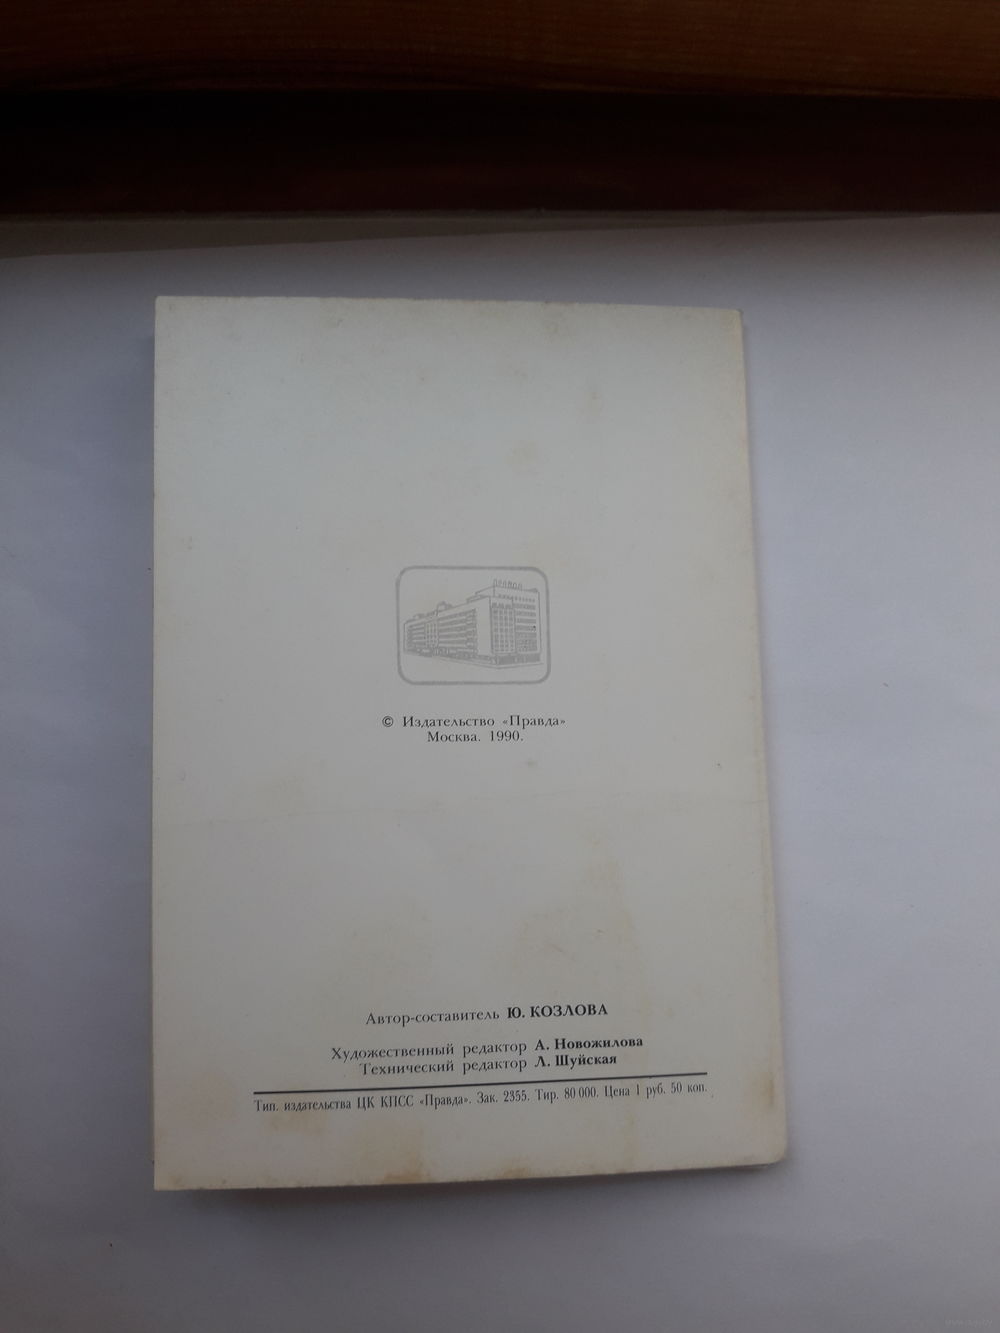 ПРАВДА
© Издательство «Правда»
Москва. 1990.
Автор-составитель Ю. КОЗЛОВА
Художественный редактор А. Новожилова
Технический редактор Л. Шуйская
Тип. издательства ЦК КПСС «Правда». Зак. 2355. Тир. 80 000. Цена 1 руб. 50 коп.